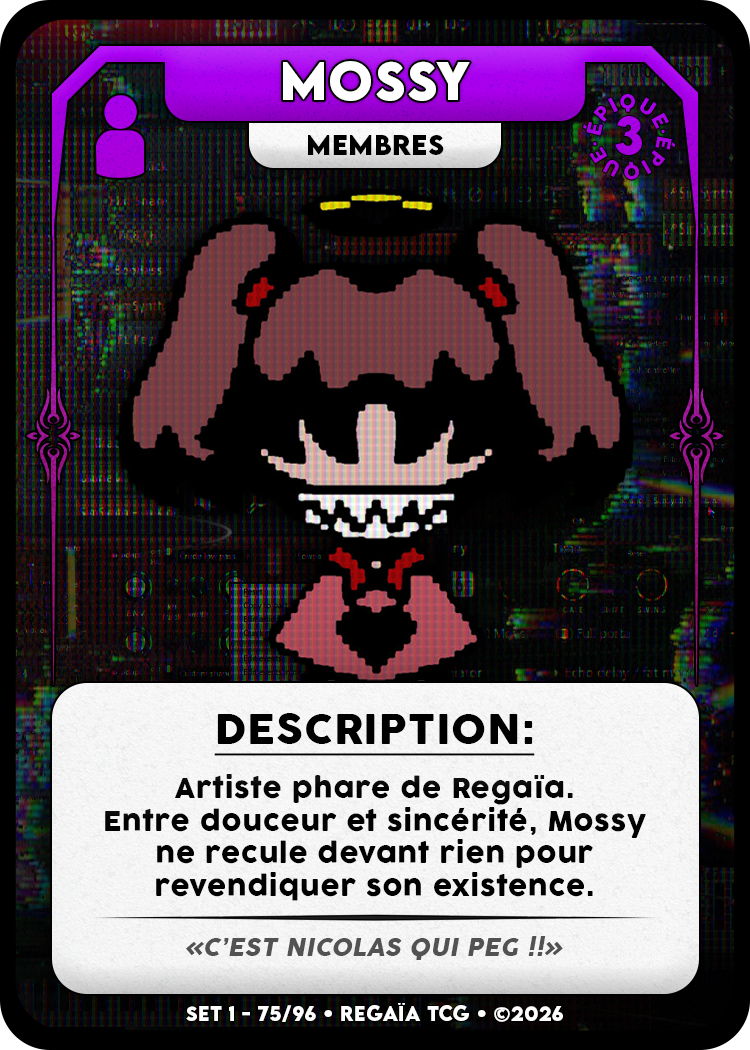 MOSSY
MEMBRES
ÉPIQUE · ÉPIQUE ·
3
DESCRIPTION:
Artiste phare de Regaïa.
Entre douceur et sincérité, Mossy
ne recule devant rien pour
revendiquer son existence.
«C'EST NICOLAS QUI PEG !!»
SET 1 - 75/96 • REGAÏA TCG • ©2026